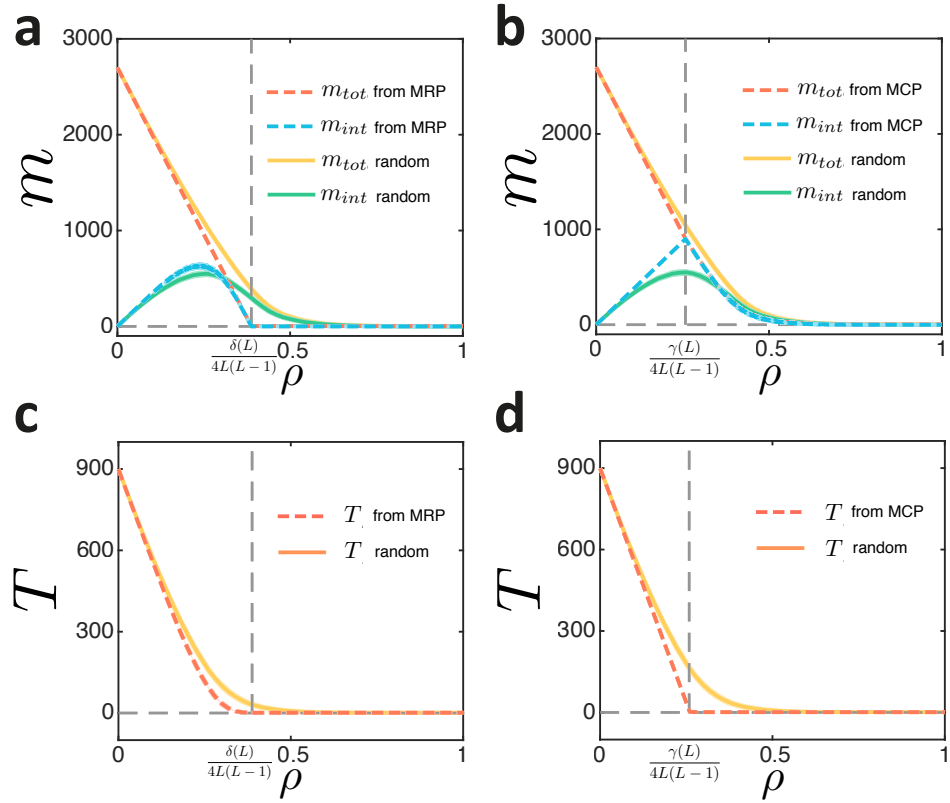 a
3000
2000
1000
0
m
m_tot from MRP
m_int from MRP
m_tot random
m_int random
0
δ(L)
4L(L−1)
0.5
1
ρ
b
3000
2000
1000
0
m
m_tot from MCP
m_int from MCP
m_tot random
m_int random
0
γ(L)
4L(L−1)
0.5
1
ρ
c
900
600
300
0
T
T from MRP
T random
0
δ(L)
4L(L−1)
0.5
1
ρ
d
900
600
300
0
T
T from MCP
T random
0
γ(L)
4L(L−1)
0.5
1
ρ